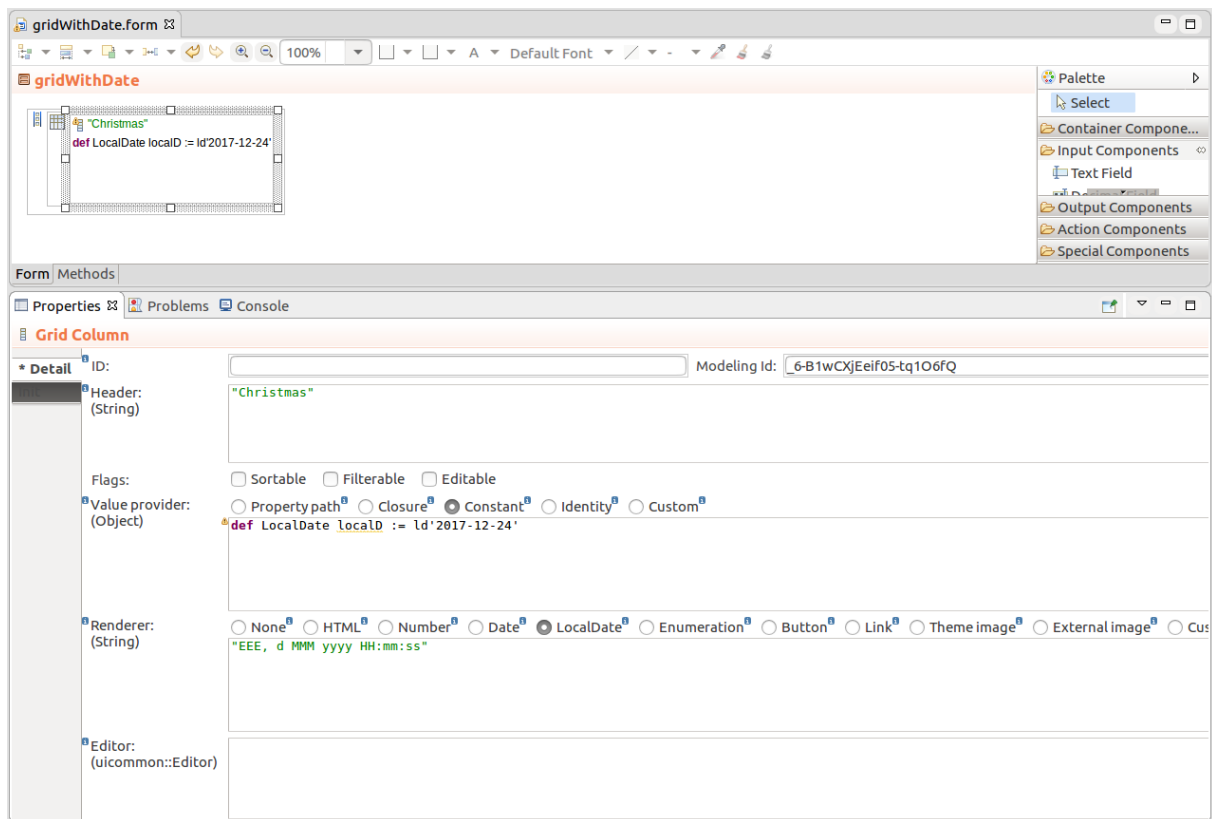 gridWithDate.form
100%
A
Default Font
gridWithDate
Palette
Select
"Christmas"
def LocalDate localD := ld'2017-12-24'
Container Compone...
Input Components
Text Field
Output Components
Action Components
Special Components
Form Methods
Properties Problems Console
Grid Column
* Detail
ID:
Modeling Id: _6-B1wCXjEeif05-tq1O6fQ
Header:
(String)
"Christmas"
Flags:
Sortable Filterable Editable
Value provider:
(Object)
Property path Closure Constant Identity Custom
def LocalDate localD := ld'2017-12-24'
Renderer:
(String)
None HTML Number Date LocalDate Enumeration Button Link Theme image External image Cus
"EEE, d MMM yyyy HH:mm:ss"
Editor:
(uicommon::Editor)